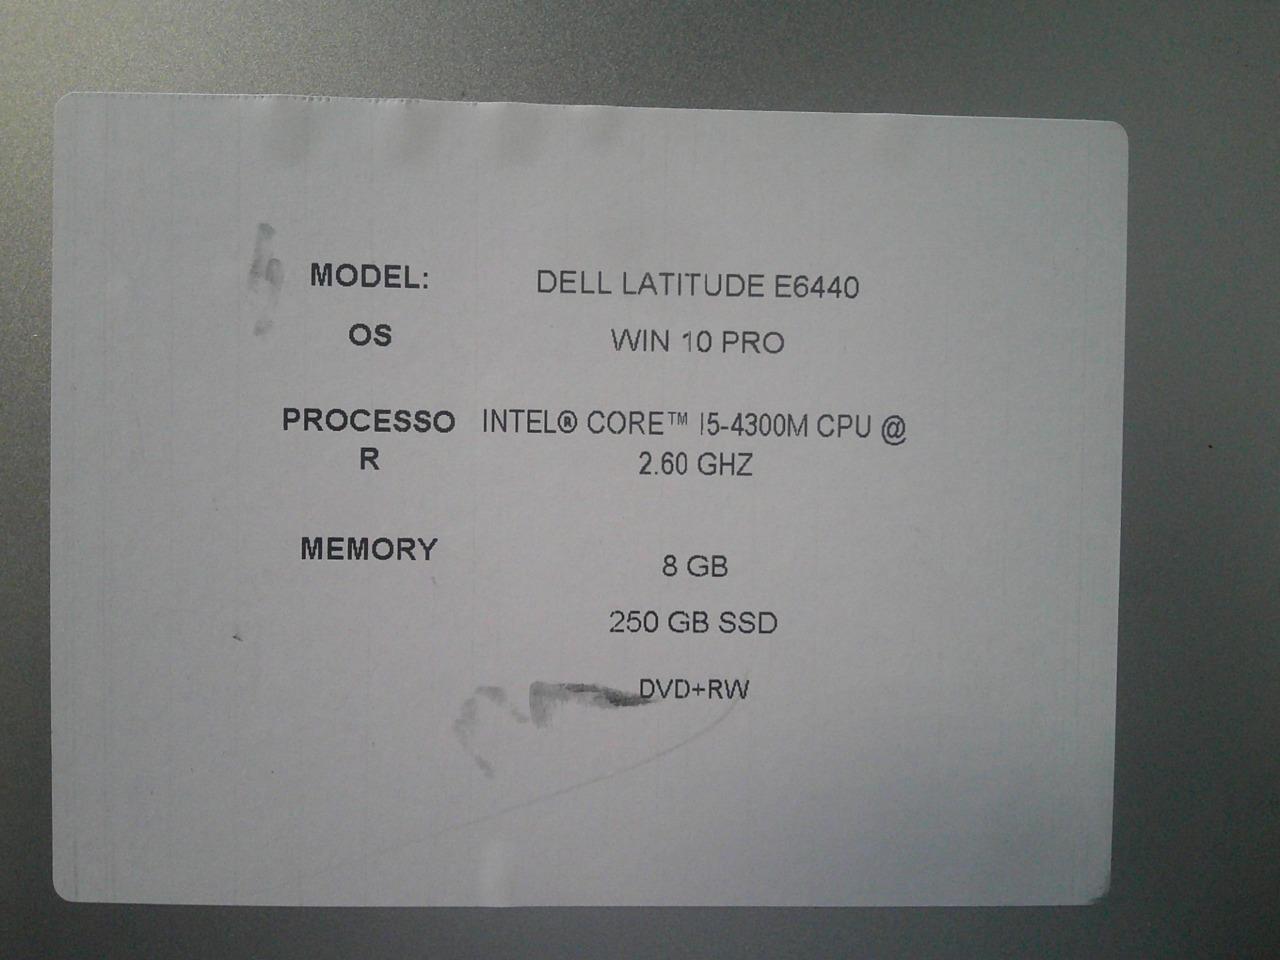 MODEL: DELL LATITUDE E6440
OS WIN 10 PRO
PROCESSO INTEL® CORE™ I5-4300M CPU @
R 2.60 GHZ
MEMORY 8 GB
250 GB SSD
DVD+RW